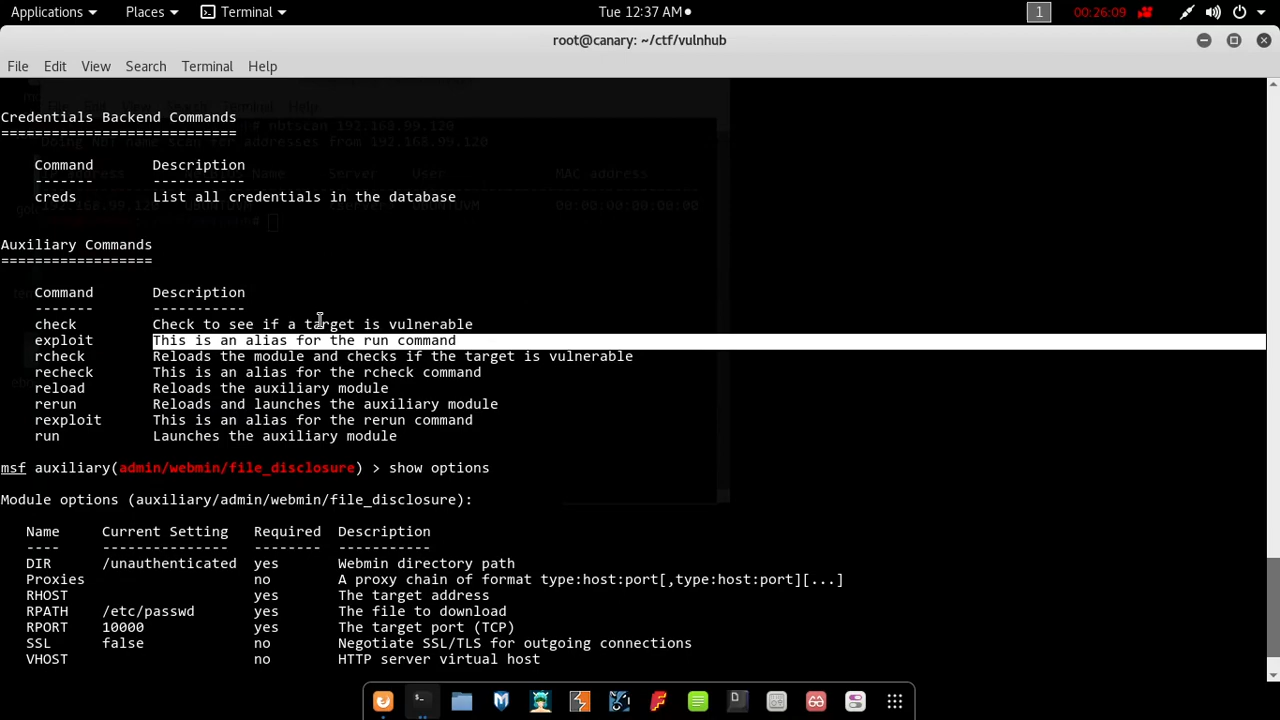 Applications Places Terminal Tue 12:37 AM 1 00:26:09
root@canary: ~/ctf/vulnhub
File Edit View Search Terminal Help
Credentials Backend Commands
============================
Command Description
------- -----------
creds List all credentials in the database
Auxiliary Commands
==================
Command Description
------- -----------
check Check to see if a target is vulnerable
exploit This is an alias for the run command
rcheck Reloads the module and checks if the target is vulnerable
recheck This is an alias for the rcheck command
reload Reloads the auxiliary module
rerun Reloads and launches the auxiliary module
rexploit This is an alias for the rerun command
run Launches the auxiliary module
msf auxiliary(admin/webmin/file_disclosure) > show options
Module options (auxiliary/admin/webmin/file_disclosure):
Name Current Setting Required Description
---- --------------- -------- -----------
DIR /unauthenticated yes Webmin directory path
Proxies no A proxy chain of format type:host:port[,type:host:port][...]
RHOST yes The target address
RPATH /etc/passwd yes The file to download
RPORT 10000 yes The target port (TCP)
SSL false no Negotiate SSL/TLS for outgoing connections
VHOST no HTTP server virtual host